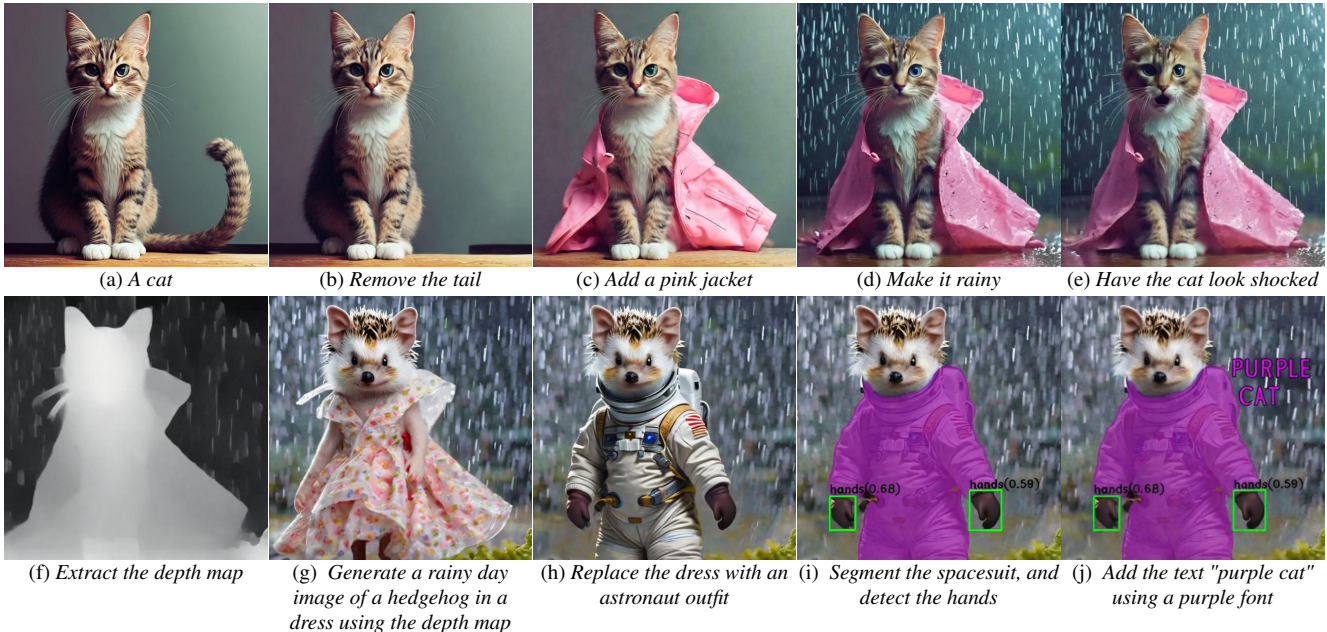 (a) A cat
(b) Remove the tail
(c) Add a pink jacket
(d) Make it rainy
(e) Have the cat look shocked
PURPLE
CAT
hands(0.68)
hands(0.59)
hands(0.68)
hands(0.59)
(f) Extract the depth map
(g) Generate a rainy day
image of a hedgehog in a
dress using the depth map
(h) Replace the dress with an
astronaut outfit
(i) Segment the spacesuit, and
detect the hands
(j) Add the text "purple cat"
using a purple font